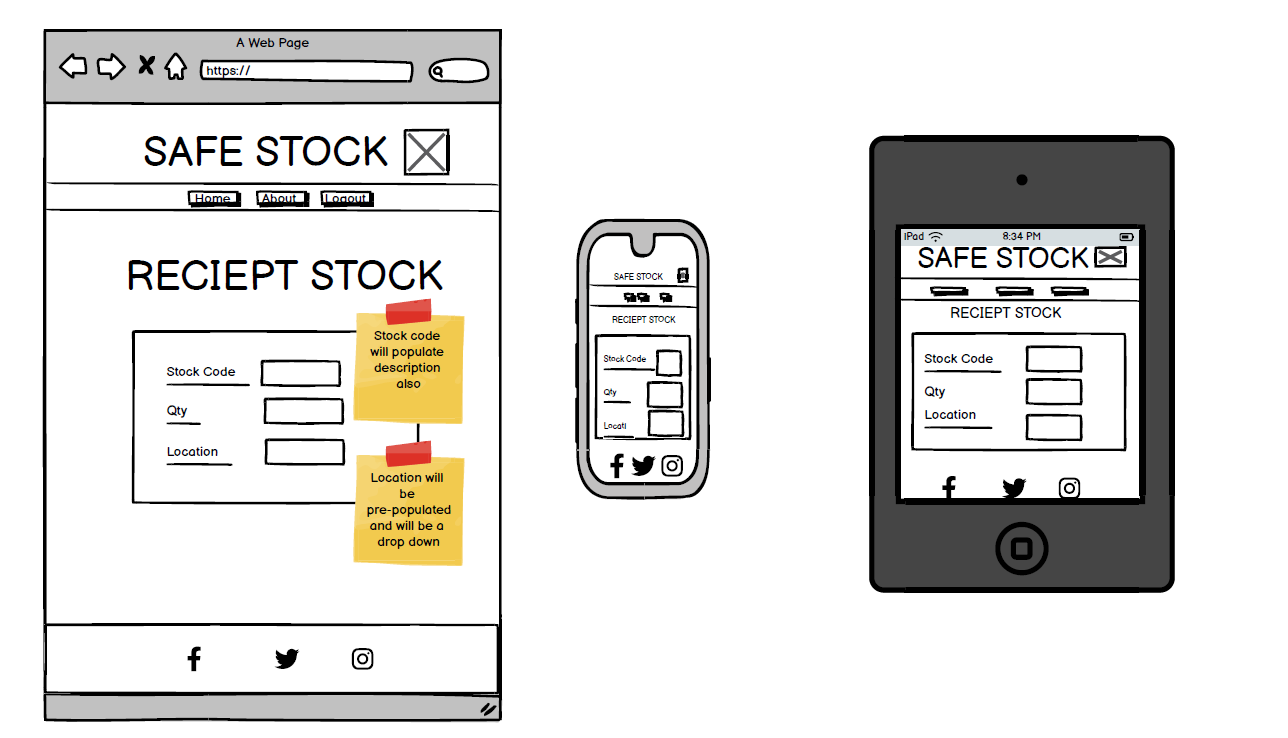 A Web Page
https://
SAFE STOCK
Home About Logout
RECIEPT STOCK
Stock Code
Qty
Location
Stock code
will populate
description
also
Location will
be
pre-populated
and will be a
drop down
SAFE STOCK
RECIEPT STOCK
Stock Code
Qty
Locati
iPad 8:34 PM
SAFE STOCK
RECIEPT STOCK
Stock Code
Qty
Location